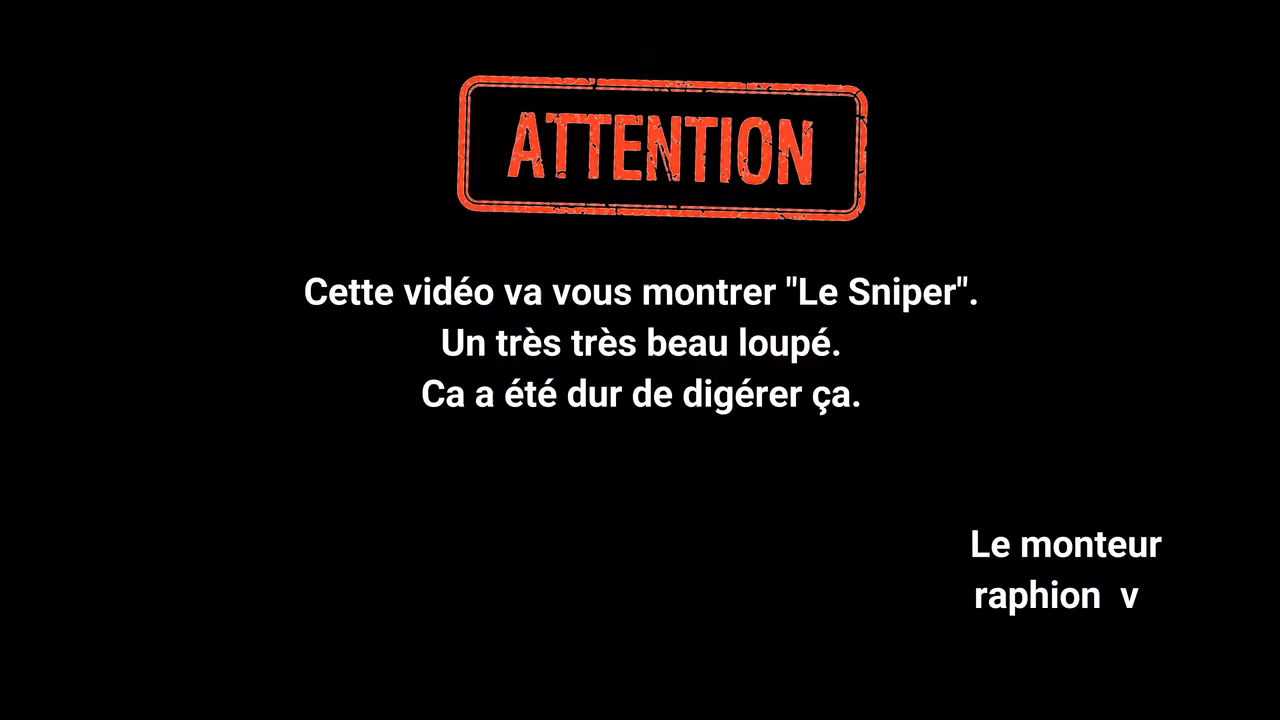 ATTENTION
Cette vidéo va vous montrer "Le Sniper".
Un très très beau loupé.
Ca a été dur de digérer ça.
Le monteur
raphion v